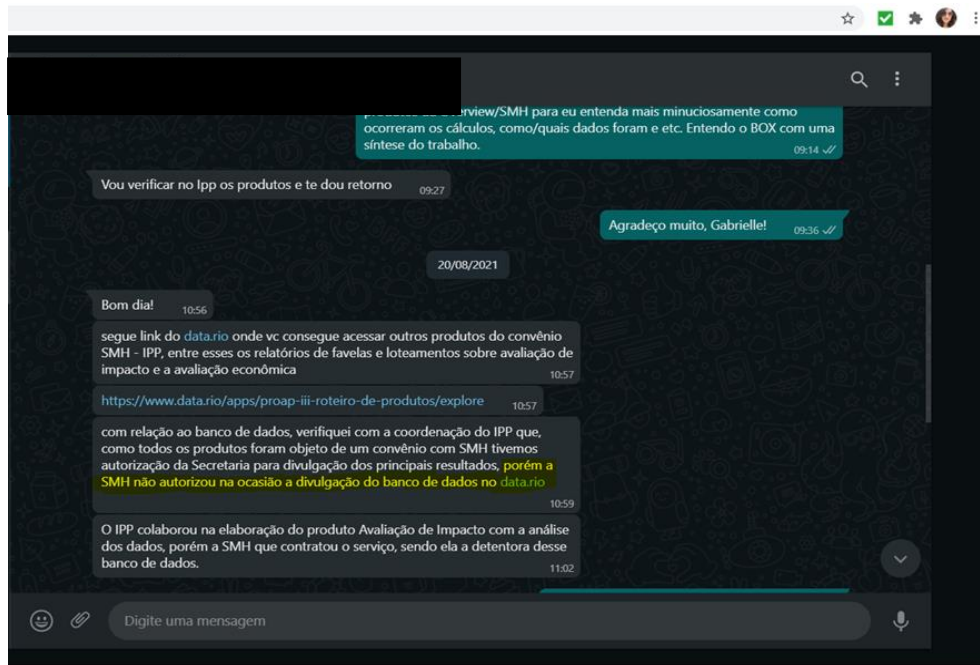 produtos do Overview/SMH para eu entenda mais minuciosamente como
ocorreram os cálculos, como/quais dados foram e etc. Entendo o BOX com uma
síntese do trabalho.
09:14
Vou verificar no Ipp os produtos e te dou retorno
09:27
Agradeço muito, Gabrielle!
09:36
20/08/2021
Bom dia!
10:56
segue link do data.rio onde vc consegue acessar outros produtos do convênio
SMH - IPP, entre esses os relatórios de favelas e loteamentos sobre avaliação de
impacto e a avaliação econômica
10:57
https://www.data.rio/apps/proap-iii-roteiro-de-produtos/explore
10:57
com relação ao banco de dados, verifiquei com a coordenação do IPP que,
como todos os produtos foram objeto de um convênio com SMH tivemos
autorização da Secretaria para divulgação dos principais resultados, porém a
SMH não autorizou na ocasião a divulgação do banco de dados no data.rio
10:59
O IPP colaborou na elaboração do produto Avaliação de Impacto com a análise
dos dados, porém a SMH que contratou o serviço, sendo ela a detentora desse
banco de dados.
11:02
Digite uma mensagem